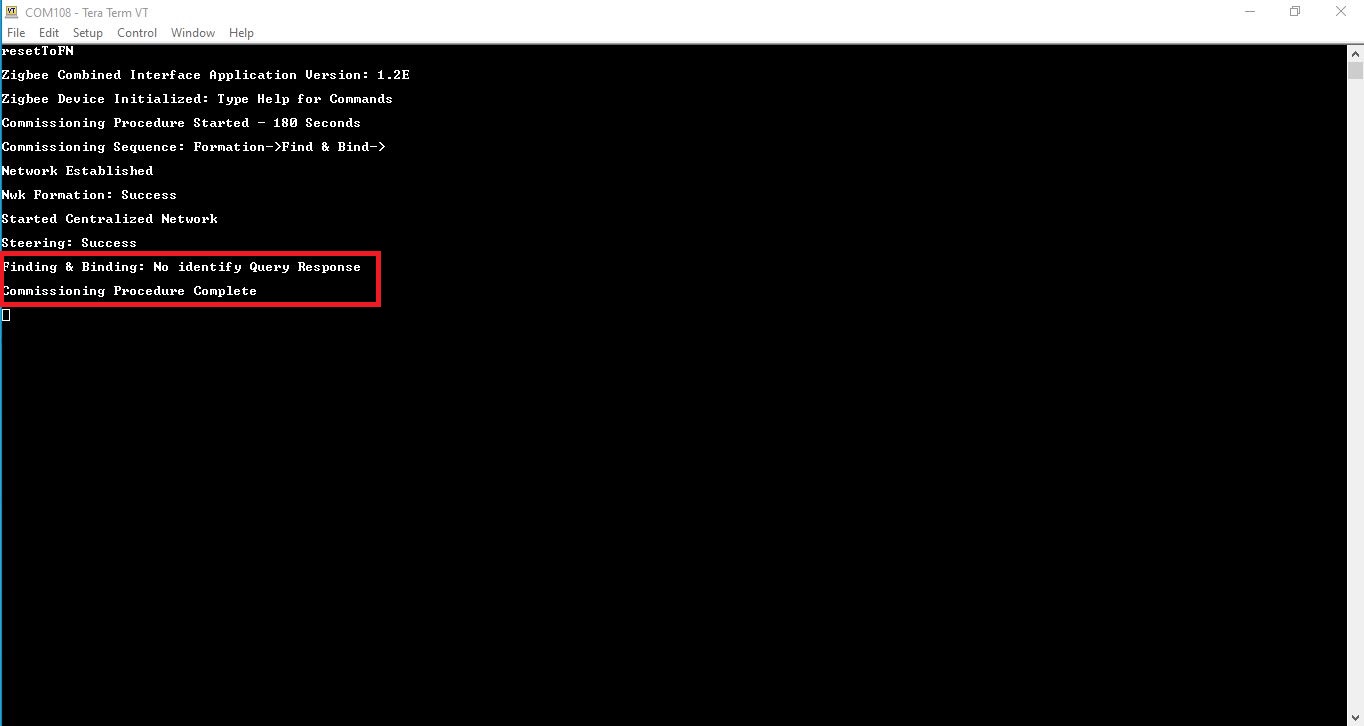 COM108 - Tera Term VT
File Edit Setup Control Window Help
resetToFN
Zigbee Combined Interface Application Version: 1.2E
Zigbee Device Initialized: Type Help for Commands
Commissioning Procedure Started - 180 Seconds
Commissioning Sequence: Formation->Find & Bind->
Network Established
Nwk Formation: Success
Started Centralized Network
Steering: Success
Finding & Binding: No identify Query Response
Commissioning Procedure Complete